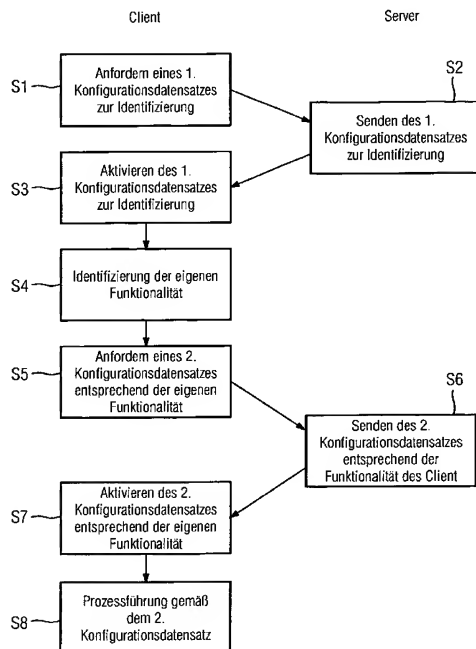 Client
Server
S1
Anfordern eines 1.
Konfigurationsdatensatzes
zur Identifizierung
S2
Senden des 1.
Konfigurationsdatensatzes
zur Identifizierung
S3
Aktivieren des 1.
Konfigurationsdatensatzes
zur Identifizierung
S4
Identifizierung der eigenen
Funktionalität
S5
Anfordern eines 2.
Konfigurationsdatensatzes
entsprechend der eigenen
Funktionalität
S6
Senden des 2.
Konfigurationsdatensatzes
entsprechend der
Funktionalität des Client
S7
Aktivieren des 2.
Konfigurationsdatensatzes
entsprechend der eigenen
Funktionalität
S8
Prozessführung gemäß
dem 2.
Konfigurationsdatensatz